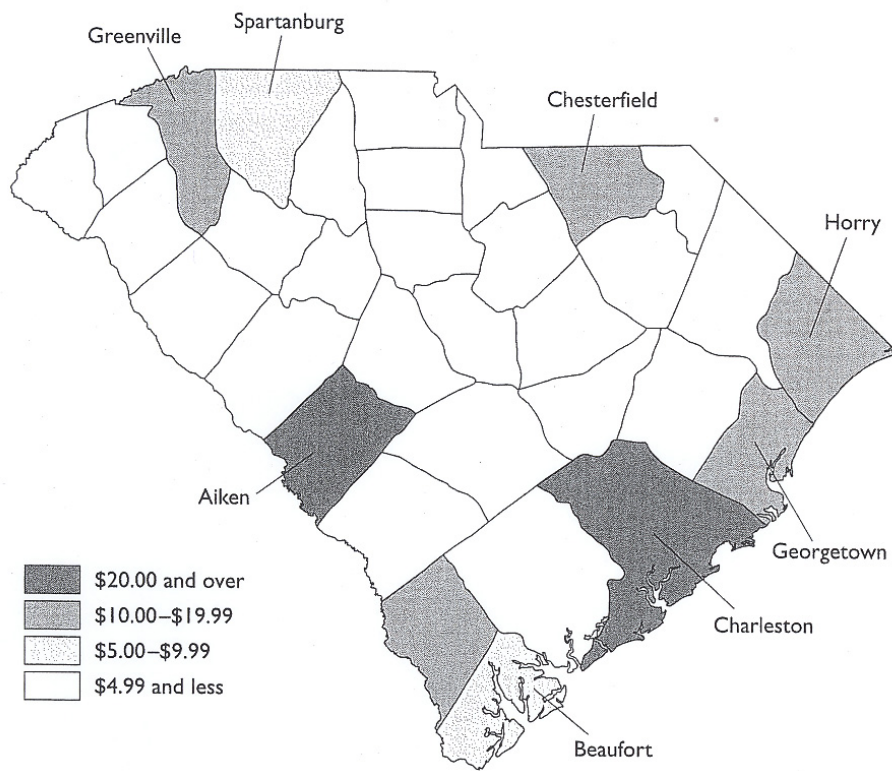 Spartanburg
Greenville
Chesterfield
Horry
Aiken
Georgetown
Charleston
Beaufort
$20.00 and over
$10.00–$19.99
$5.00–$9.99
$4.99 and less